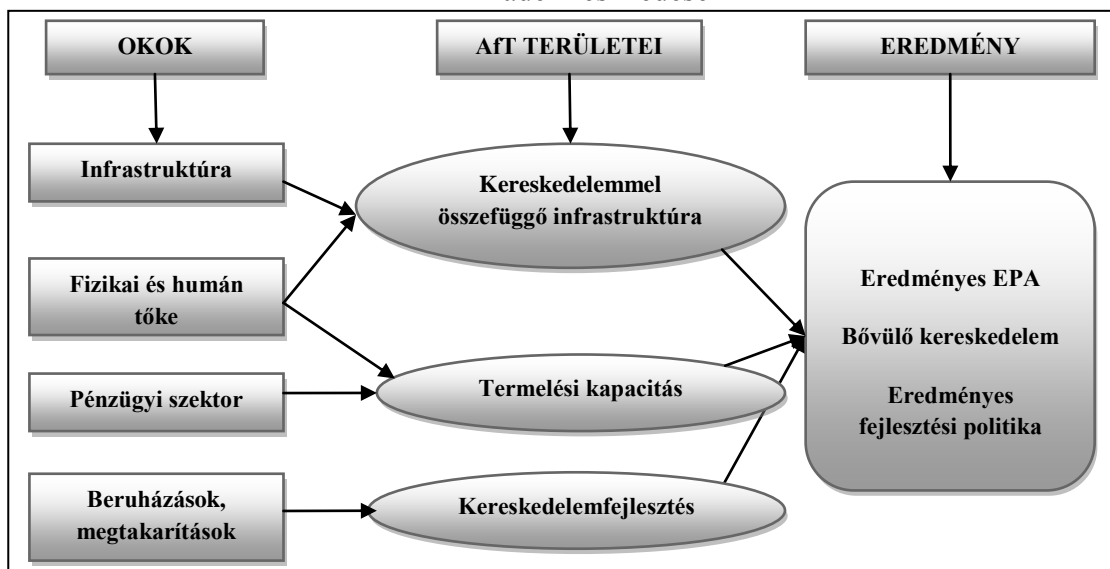 OKOK
AfT TERÜLETEI
EREDMÉNY
Infrastruktúra
Fizikai és humán
tőke
Pénzügyi szektor
Beruházások,
megtakarítások
Kereskedelemmel
összefüggő infrastruktúra
Termelési kapacitás
Kereskedelemfejlesztés
Eredményes EPA
Bővülő kereskedelem
Eredményes
fejlesztési politika